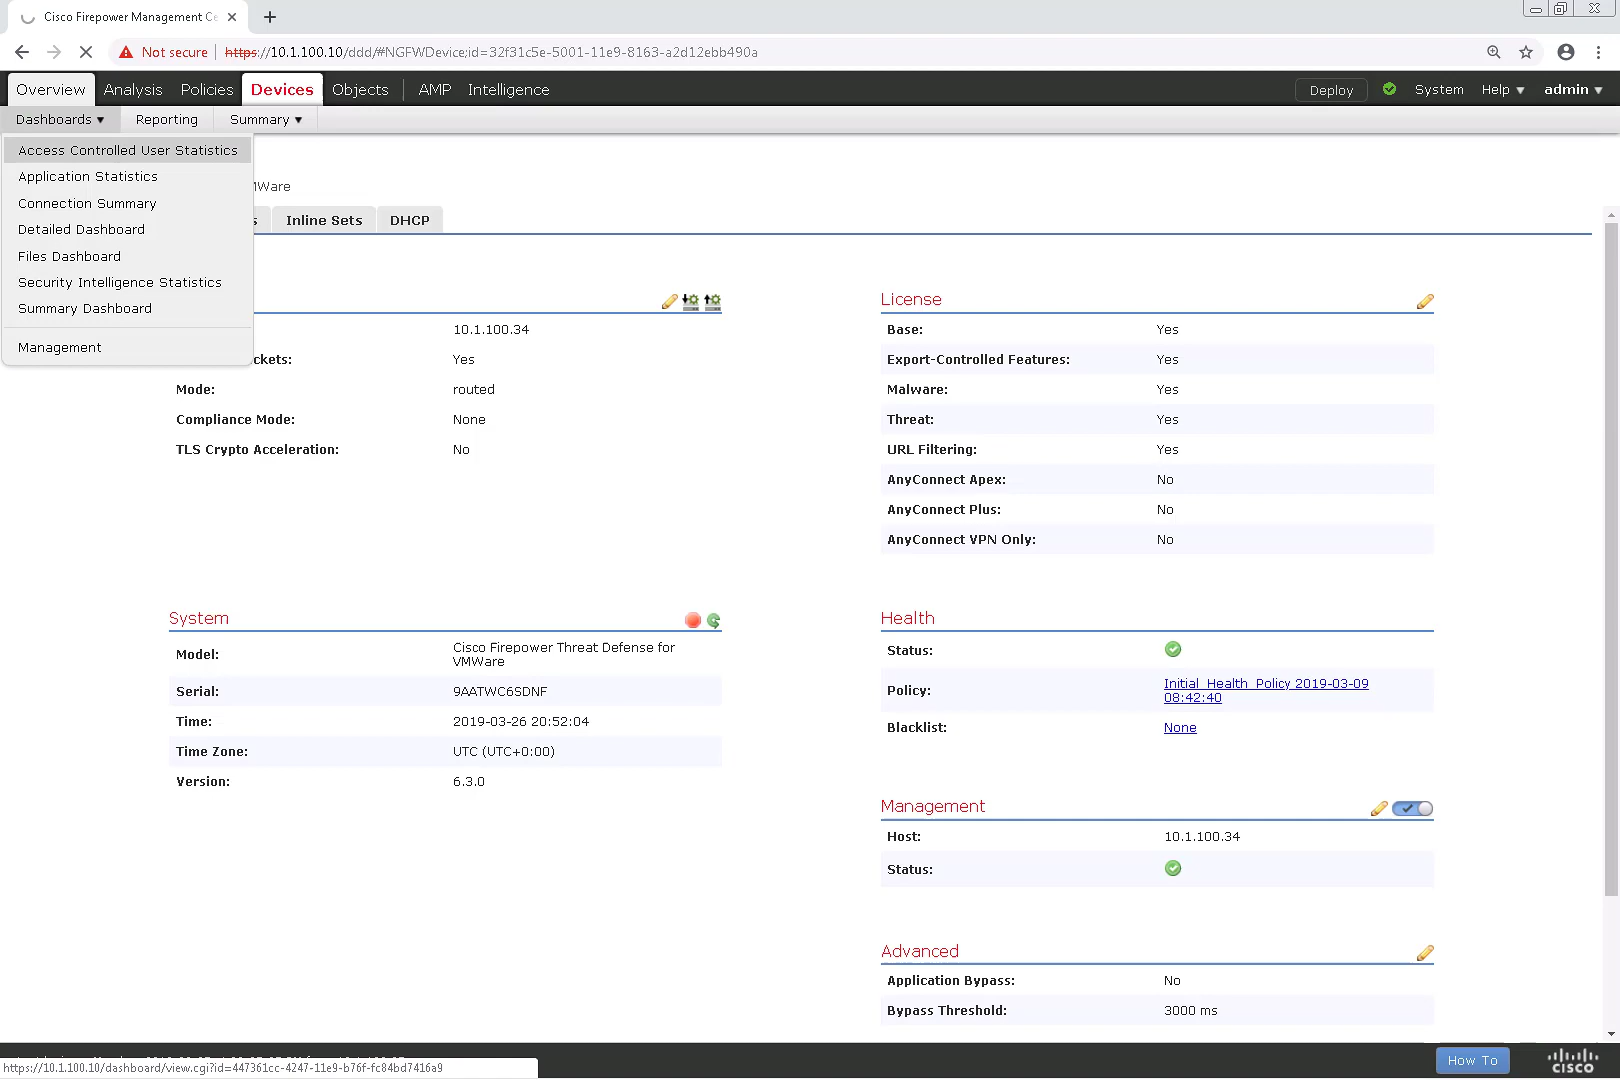 Cisco Firepower Management Ce
Not secure
https://10.1.100.10/ddd/#NGFWDevice;id=32f31c5e-5001-11e9-8163-a2d12ebb490a
Overview Analysis Policies Devices Objects AMP Intelligence Deploy System Help ▼ admin ▼
Dashboards ▼ Reporting Summary ▼
Access Controlled User Statistics
Application Statistics
Connection Summary
Detailed Dashboard
Files Dashboard
Security Intelligence Statistics
Summary Dashboard
Management
MWare
s Inline Sets DHCP
10.1.100.34
ckets: Yes
Mode: routed
Compliance Mode: None
TLS Crypto Acceleration: No
License
Base: Yes
Export-Controlled Features: Yes
Malware: Yes
Threat: Yes
URL Filtering: Yes
AnyConnect Apex: No
AnyConnect Plus: No
AnyConnect VPN Only: No
System
Model: Cisco Firepower Threat Defense for
VMWare
Serial: 9AATWC6SDNF
Time: 2019-03-26 20:52:04
Time Zone: UTC (UTC+0:00)
Version: 6.3.0
Health
Status:
Policy: Initial_Health_Policy 2019-03-09
08:42:40
Blacklist: None
Management
Host: 10.1.100.34
Status:
Advanced
Application Bypass: No
Bypass Threshold: 3000 ms
https://10.1.100.10/dashboard/view.cgi?id=447361cc-4247-11e9-b76f-fc84bd7416a9
How To
cisco